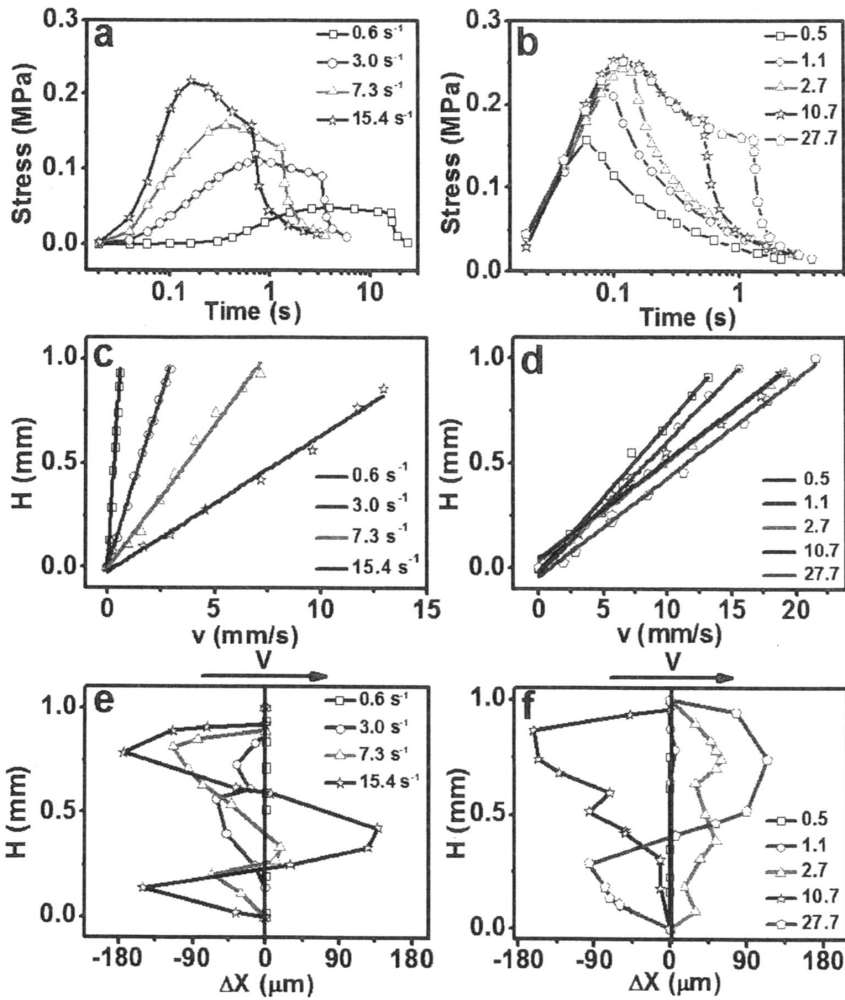 a
0.6 s⁻¹
3.0 s⁻¹
7.3 s⁻¹
15.4 s⁻¹
0.3
0.2
0.1
0.0
Stress (MPa)
0.1
1
10
Time (s)
b
0.5
1.1
2.7
10.7
27.7
0.3
0.2
0.1
0.0
Stress (MPa)
0.1
1
Time (s)
c
0.6 s⁻¹
3.0 s⁻¹
7.3 s⁻¹
15.4 s⁻¹
1.0
0.5
0.0
H (mm)
0
5
10
15
v (mm/s)
d
0.5
1.1
2.7
10.7
27.7
1.0
0.5
0.0
H (mm)
0
5
10
15
20
v (mm/s)
V
e
0.6 s⁻¹
3.0 s⁻¹
7.3 s⁻¹
15.4 s⁻¹
1.0
0.5
0.0
H (mm)
-180
-90
0
90
180
ΔX (μm)
V
f
0.5
1.1
2.7
10.7
27.7
1.0
0.5
0.0
H (mm)
-180
-90
0
90
180
ΔX (μm)